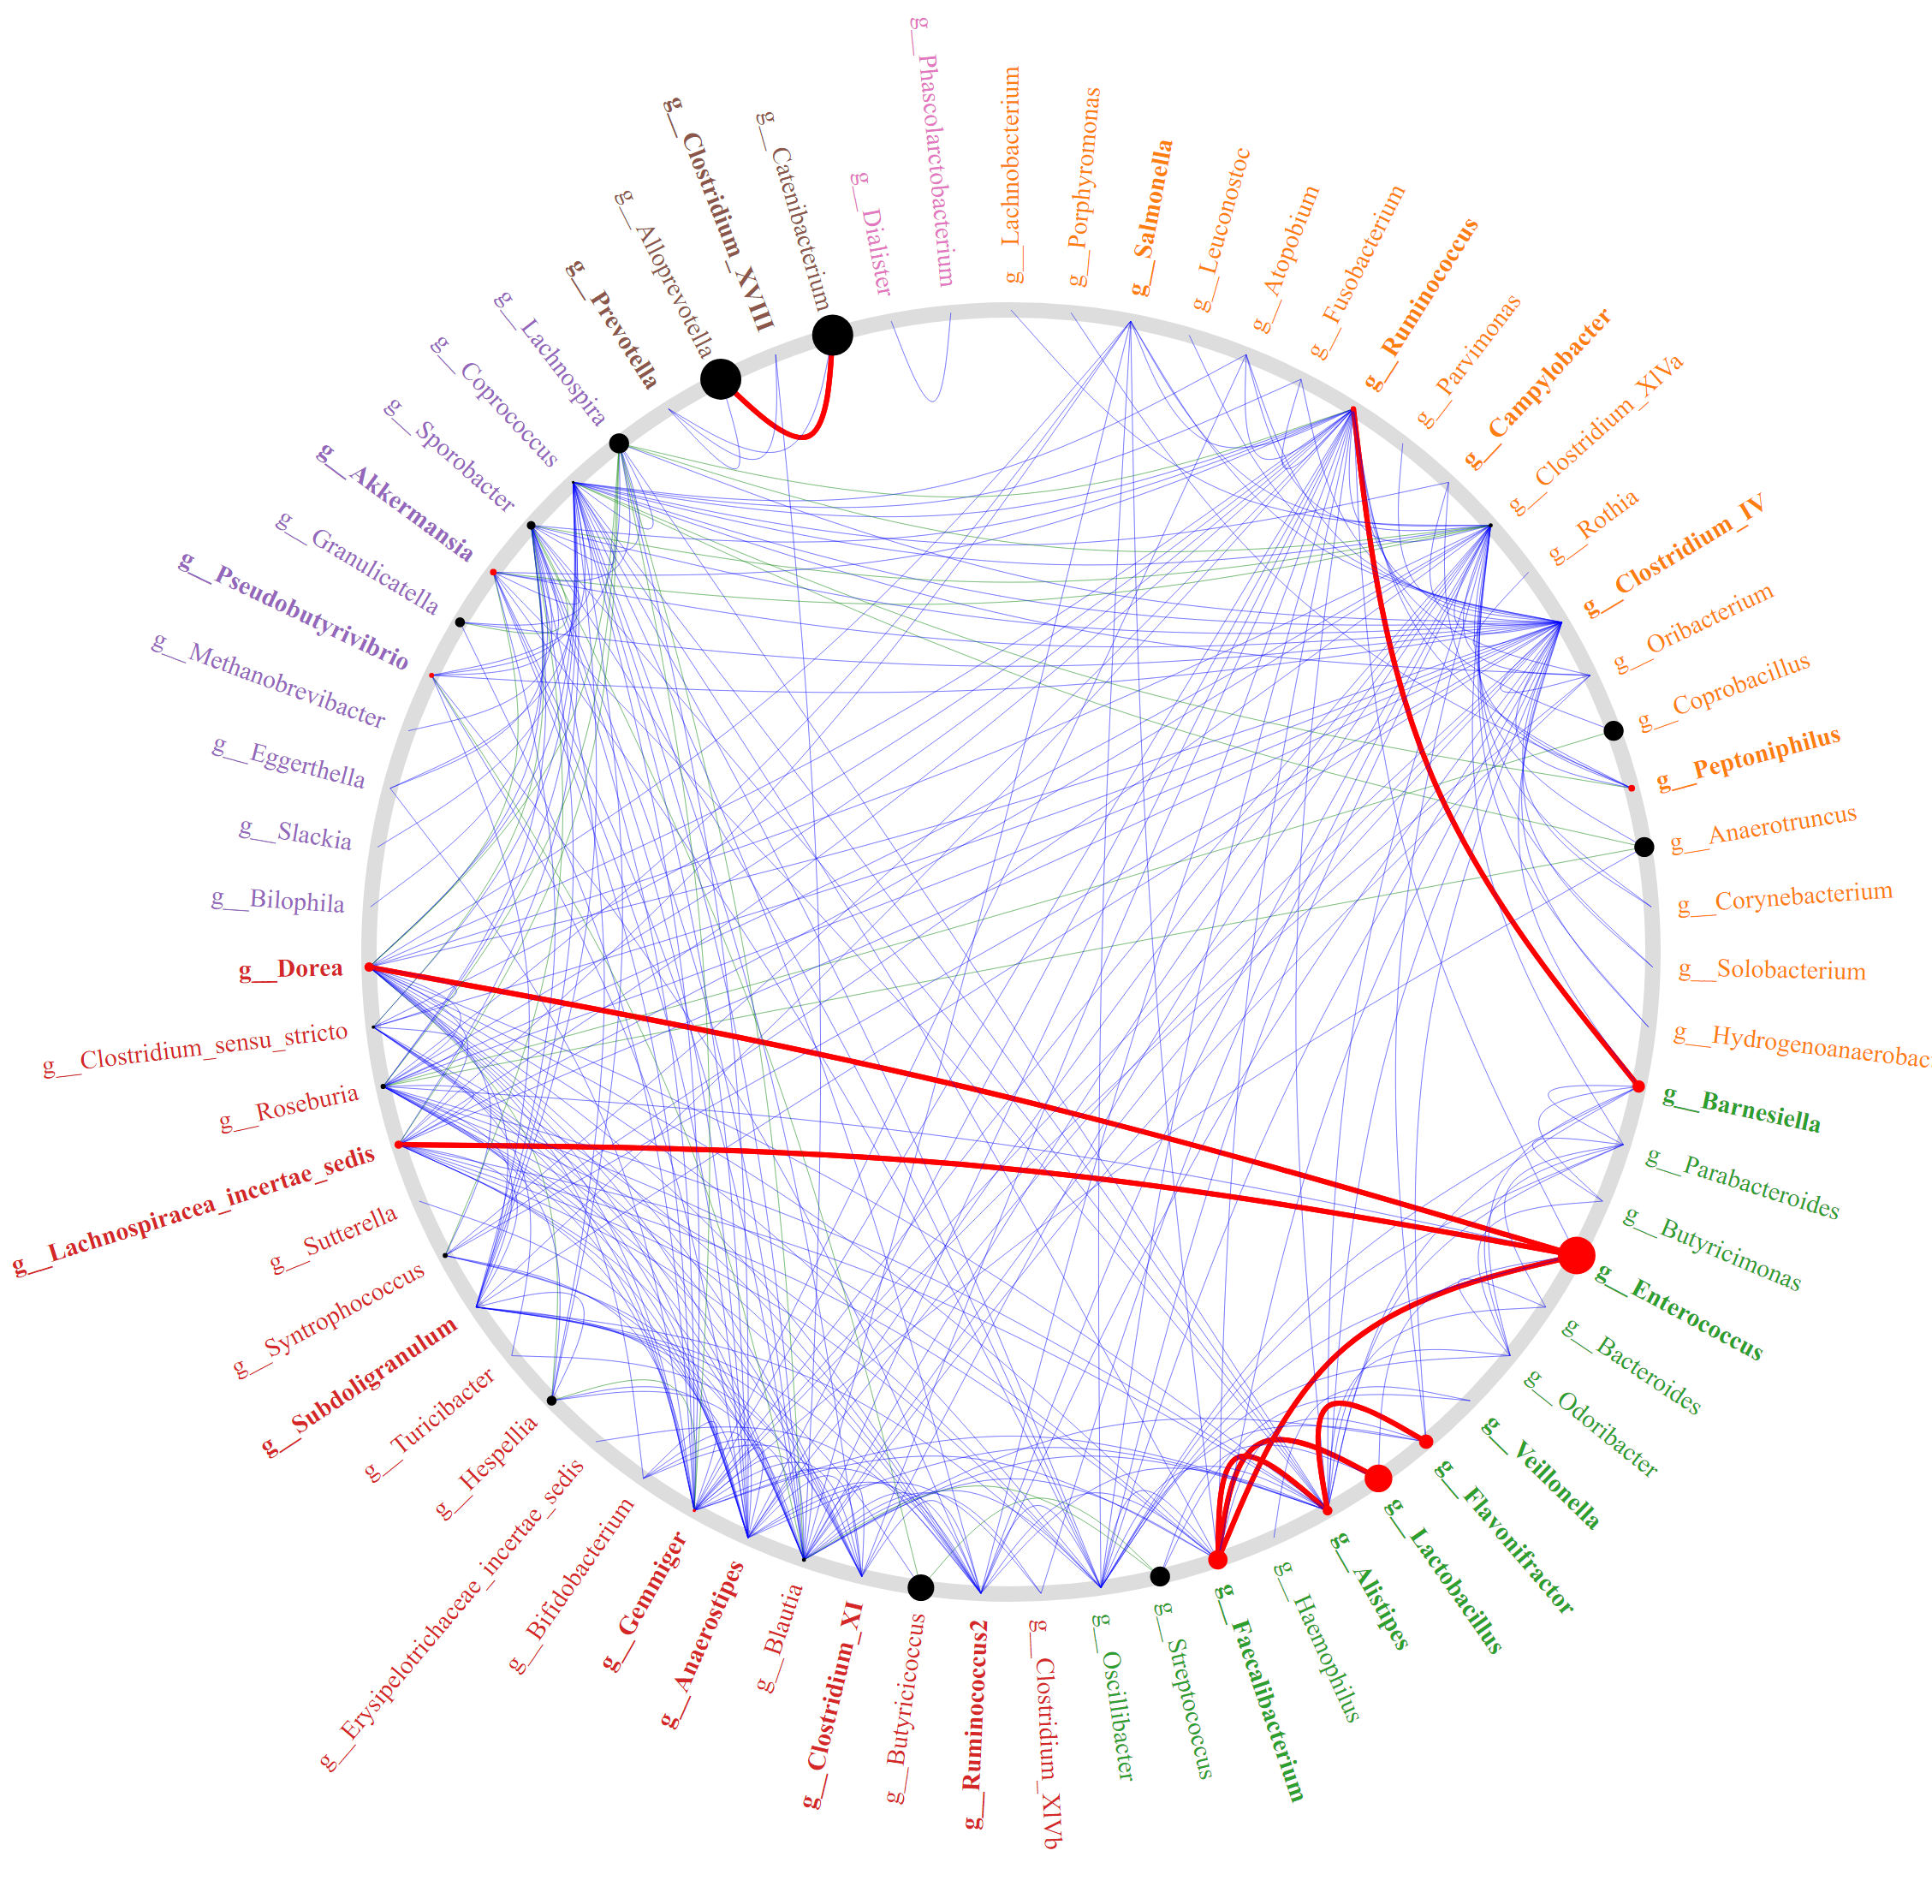 g__Phascolarctobacterium
g__Lachnobacterium
g__Porphyromonas
g__Salmonella
g__Leuconostoc
g__Atopobium
g__Fusobacterium
g__Ruminococcus
g__Parvimonas
g__Campylobacter
g__Clostridium_XIVa
g__Rothia
g__Clostridium_IV
g__Oribacterium
g__Coprobacillus
g__Peptoniphilus
g__Anaerotruncus
g__Corynebacterium
g__Solobacterium
g__Hydrogenoanaerobac
g__Barnesiella
g__Parabacteroides
g__Butyricimonas
g__Enterococcus
g__Bacteroides
g__Odoribacter
g__Veillonella
g__Flavonifractor
g__Lactobacillus
g__Alistipes
g__Haemophilus
g__Faecalibacterium
g__Streptococcus
g__Oscillibacter
g__Clostridium_XIVb
g__Ruminococcus2
g__Butyricicoccus
g__Clostridium_XI
g__Blautia
g__Anaerostipes
g__Gemmiger
g__Bifidobacterium
g__Erysipelotrichaceae_incertae_sedis
g__Hespellia
g__Turicibacter
g__Subdoligranulum
g__Syntrophococcus
g__Sutterella
g__Lachnospiracea_incertae_sedis
g__Roseburia
g__Clostridium_sensu_stricto
g__Dorea
g__Bilophila
g__Slackia
g__Eggerthella
g__Methanobrevibacter
g__Pseudobutyrivibrio
g__Granulicatella
g__Akkermansia
g__Sporobacter
g__Coprococcus
g__Lachnospira
g__Prevotella
g__Alloprevotella
g__Clostridium_XVIII
g__Catenibacterium
g__Dialister